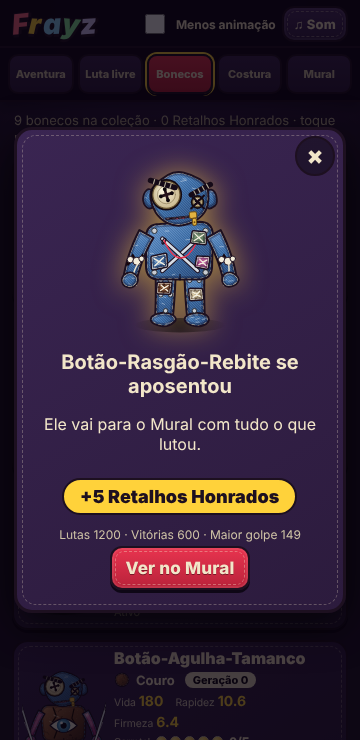 Frayz
Menos animação
♫ Som
Aventura
Luta livre
Bonecos
Costura
Mural
9 bonecos na coleção · 0 Retalhos Honrados · toque
×
Botão-Rasgão-Rebite se
aposentou
Ele vai para o Mural com tudo o que
lutou.
+5 Retalhos Honrados
Lutas 1200 · Vitórias 600 · Maior golpe 149
Ver no Mural
Botão-Agulha-Tamanco
Couro
Geração 0
Vida 180 Rapidez 10.6
Firmeza 6.4